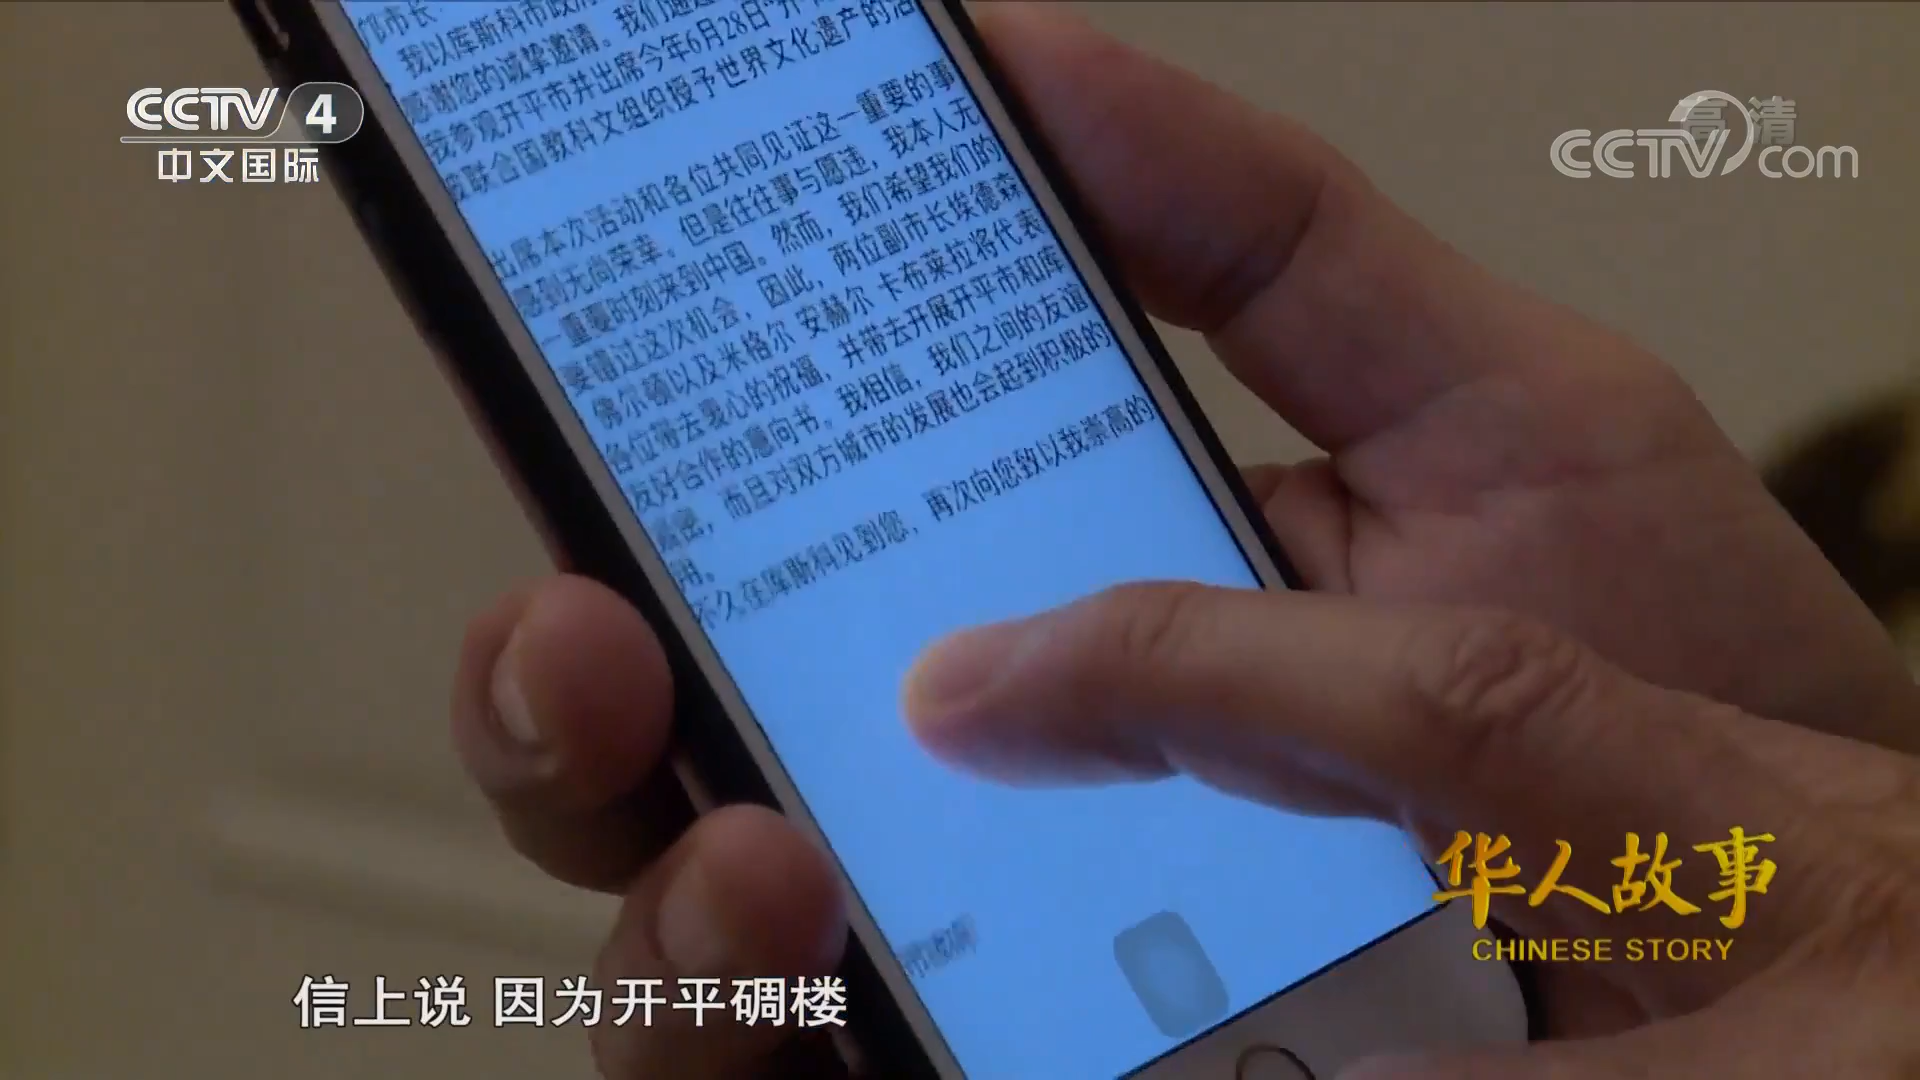 CCTV 4
中文国际
高清
CCTV.com
我以库斯科市政府
感谢您的诚挚邀请。我们
我参观开平市并出席今年6月28日"开
被联合国教科文组织授予世界文化遗产的活
出席本次活动和各位共同见证这一重要的事
感到无尚荣幸。但是往往事与愿违，我本人无
一重要时刻来到中国。然而，我们希望我们的
要错过这次机会，因此，两位副市长埃德森
佛尔顿以及米格尔 安赫尔 卡布莱拉将代表
各位带去衷心的祝福，并带去开展开平市和库
友好合作的意向书。我相信，我们之间的友谊
紧密，而且对双方城市的发展也会起到积极的
用。
不久在库斯科见到您，再次向您致以我崇高的
华人故事
CHINESE STORY
信上说 因为开平碉楼